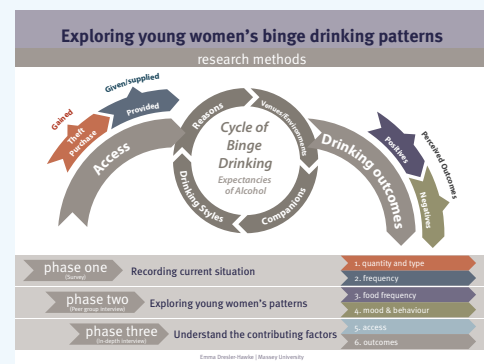 Exploring young women's binge drinking patterns
research methods
Given/supplied
Gained
Theft
Purchase
Provided
Access
Reasons
Venues/Environments
Companions
Drinking Styles
Cycle of
Binge
Drinking
Expectancies
of Alcohol
Drinking outcomes
Positives
Negatives
Perceived Outcomes
phase one
(Survey)
Recording current situation
1. quantity and type
2. frequency
phase two
(Peer group interview)
Exploring young women's patterns
3. food frequency
4. mood & behaviour
phase three
(In-depth interview)
Understand the contributing factors
5. access
6. outcomes
Emma Dresler-Hawke | Massey University